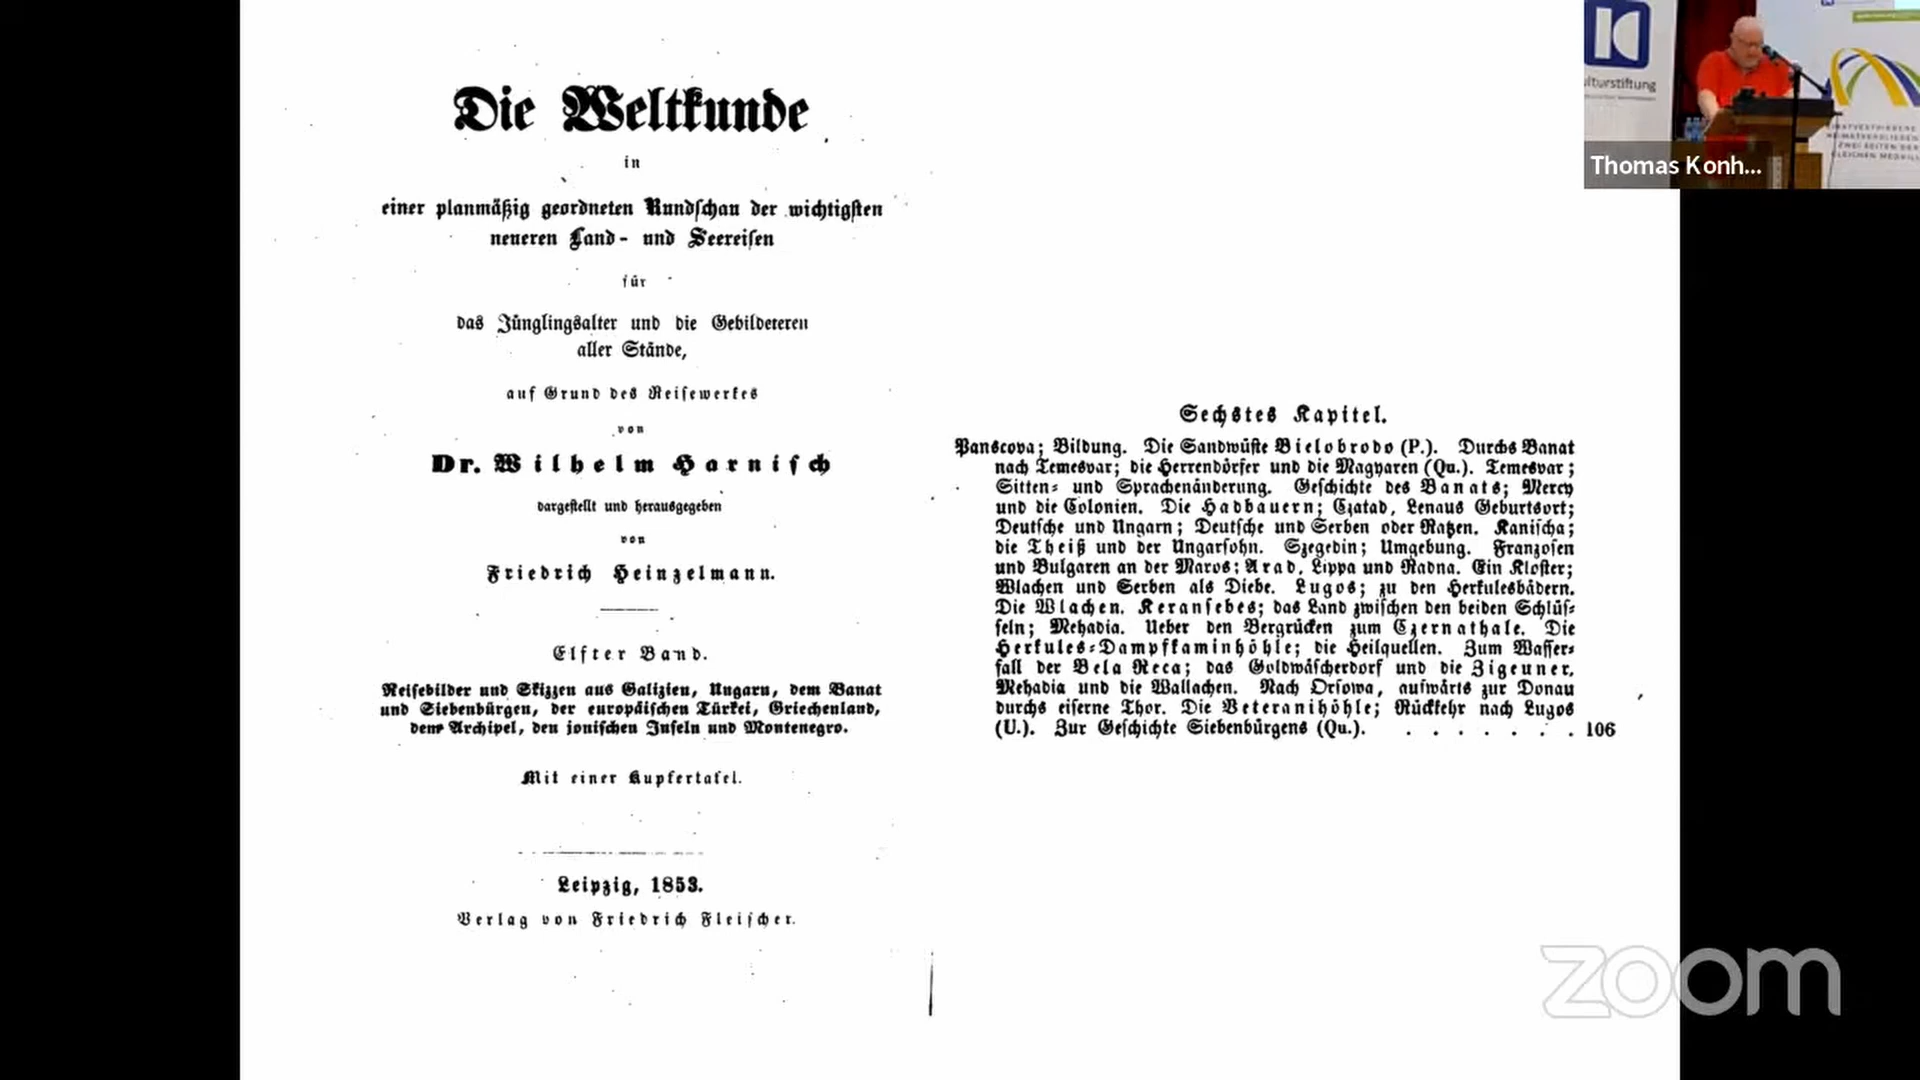 Die Weltkunde
in
einer planmäßig geordneten Rundschau der wichtigsten
neueren Land- und Seereisen
für
das Jünglingsalter und die Gebildeteren
aller Stände,
auf Grund des Reisewerkes
von
Dr. Wilhelm Harnisch
dargestellt und herausgegeben
von
Friedrich Heinzelmann.
Elfter Band.
Reisebilder und Skizzen aus Galizien, Ungarn, dem Banat
und Siebenbürgen, der europäischen Türkei, Griechenland,
dem Archipel, den jonischen Inseln und Montenegro.
Mit einer Kupfertafel.
Leipzig, 1853.
Verlag von Friedrich Fleischer.
Sechstes Kapitel.
Panscova; Bildung. Die Sandwüste Bielobrodo (P.). Durchs Banat
nach Temesvar; die Herrendörfer und die Magyaren (Qu.). Temesvar;
Sitten- und Sprachenänderung. Geschichte des Banats; Mercy
und die Colonien. Die Hadbauern; Czatad, Lenaus Geburtsort;
Deutsche und Ungarn; Deutsche und Serben oder Ratzen. Kanischa;
die Theiß und der Ungarsohn. Szegedin; Umgebung. Franzosen
und Bulgaren an der Maros; Arad, Lippa und Radna. Ein Kloster;
Wlachen und Serben als Diebe. Lugos; zu den Herkulesbädern.
Die Wlachen. Keransebes; das Land zwischen den beiden Schlüs-
seln; Mehadia. Ueber den Bergrücken zum Czernathale. Die
Herkules-Dampfkaminhöhle; die Heilquellen. Zum Wasser-
fall der Bela Reca; das Goldwäscherdorf und die Zigeuner.
Mehadia und die Wallachen. Nach Orsowa, aufwärts zur Donau
durchs eiserne Thor. Die Veteranihöhle; Rückkehr nach Lugos
(U.). Zur Geschichte Siebenbürgens (Qu.). . . . . . . . 106
ulturstiftung
ZWEI SEITEN DER
Thomas Konh...
zoom